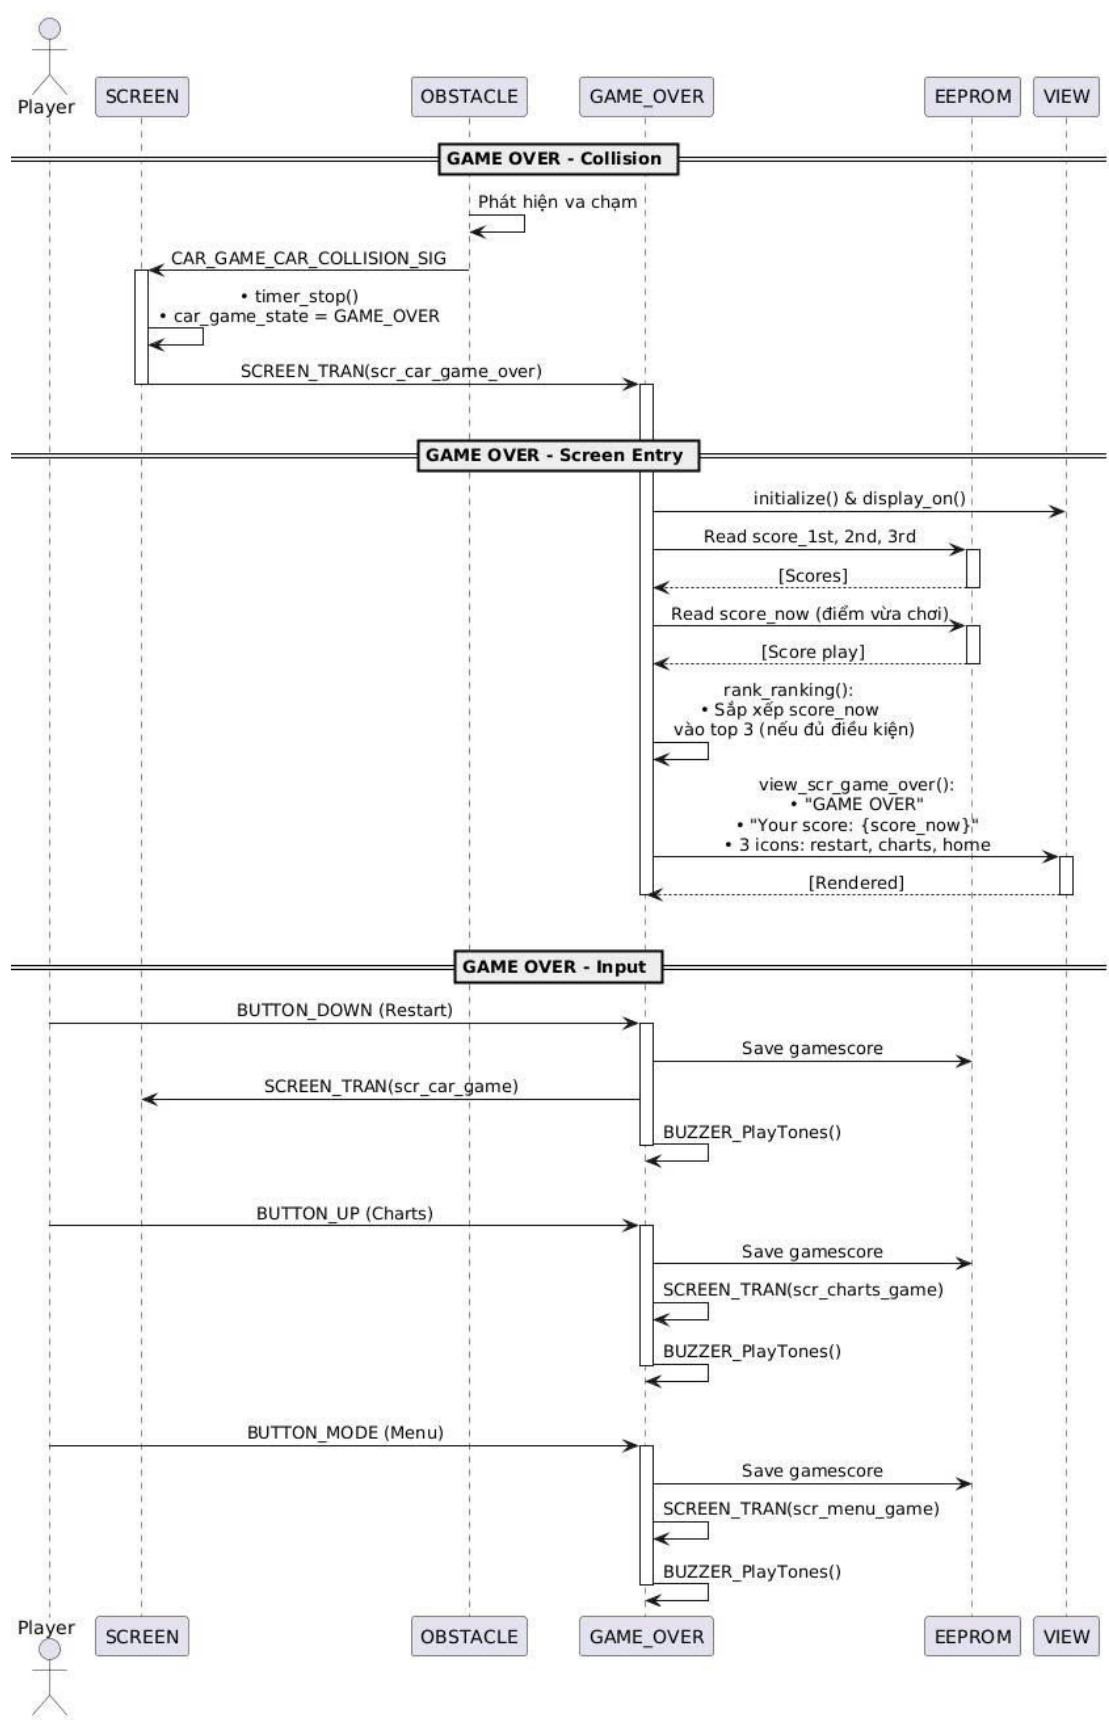 Player
SCREEN
OBSTACLE
GAME_OVER
EEPROM
VIEW
GAME OVER - Collision
Phát hiện va chạm
CAR_GAME_CAR_COLLISION_SIG
• timer_stop()
• car_game_state = GAME_OVER
SCREEN_TRAN(scr_car_game_over)
GAME OVER - Screen Entry
initialize() & display_on()
Read score_1st, 2nd, 3rd
[Scores]
Read score_now (điểm vừa chơi)
[Score play]
rank_ranking():
• Sắp xếp score_now
vào top 3 (nếu đủ điều kiện)
view_scr_game_over():
• "GAME OVER"
• "Your score: {score_now}"
• 3 icons: restart, charts, home
[Rendered]
GAME OVER - Input
BUTTON_DOWN (Restart)
Save gamescore
SCREEN_TRAN(scr_car_game)
BUZZER_PlayTones()
BUTTON_UP (Charts)
Save gamescore
SCREEN_TRAN(scr_charts_game)
BUZZER_PlayTones()
BUTTON_MODE (Menu)
Save gamescore
SCREEN_TRAN(scr_menu_game)
BUZZER_PlayTones()
Player
SCREEN
OBSTACLE
GAME_OVER
EEPROM
VIEW